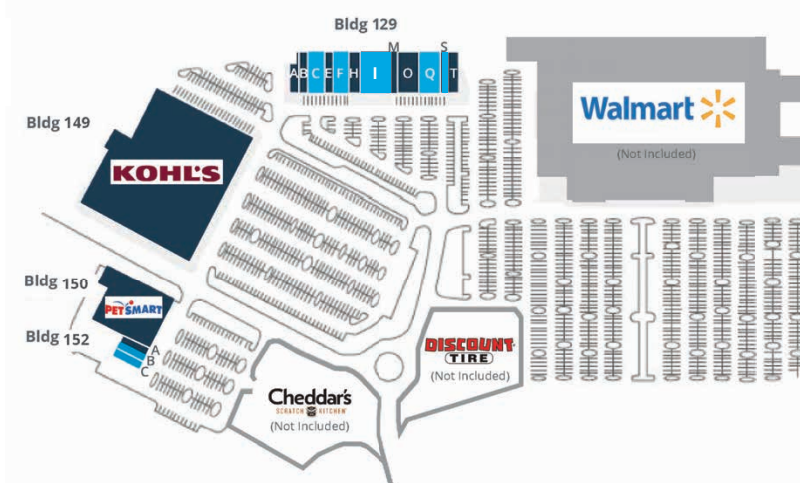 Bldg 129
M
S
A B C E F H I O Q T
Walmart
(Not Included)
Bldg 149
KOHL'S
Bldg 150
PETSMART
Bldg 152
A
B
C
DISCOUNT
TIRE
(Not Included)
Cheddar's
SCRATCH KITCHEN
(Not Included)